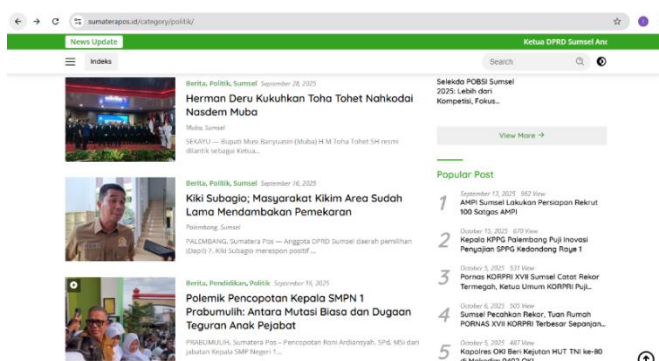 sumaterapos.id/category/politik/
News Update
Ketua DPRD Sumsel And
Indeks
Search
Berita, Politik, Sumsel September 28, 2025
Herman Deru Kukuhkan Toha Tohet Nahkodai
Nasdem Muba
Muba, Sumsel
SEKAYU — Bupati Musi Banyuasin (Muba) H M Toha Tohet SH resmi
dilantik sebagai Ketua...
Berita, Politik, Sumsel September 16, 2025
Kiki Subagio; Masyarakat Kikim Area Sudah
Lama Mendambakan Pemekaran
Palembang, Sumsel
PALEMBANG, Sumatera Pos — Anggota DPRD Sumsel daerah pemilihan
(Dapil) 7, Kiki Subagio merespon positif ...
Berita, Pendidikan, Politik September 16, 2025
Polemik Pencopotan Kepala SMPN 1
Prabumulih: Antara Mutasi Biasa dan Dugaan
Teguran Anak Pejabat
PRABUMULIH, Sumatera Pos – Pencopotan Roni Ardiansyah, SPd, MSi dari
jabatan Kepala SMP Negeri 1...
Selekda POBSI Sumsel
2025: Lebih dari
Kompetisi, Fokus...
View More →
Popular Post
1
September 13, 2025 962 View
AMPI Sumsel Lakukan Persiapan Rekrut
100 Satgas AMPI
2
October 13, 2025 670 View
Kepala KPPG Palembang Puji Inovasi
Penyajian SPPG Kedondong Raye 1
3
October 5, 2025 531 View
Pornas KORPRI XVII Sumsel Catat Rekor
Termegah, Ketua Umum KORPRI Puji...
4
October 6, 2025 505 View
Sumsel Pecahkan Rekor, Tuan Rumah
PORNAS XVII KORPRI Terbesar Sepanjan...
5
October 5, 2025 487 View
Kapolres OKI Beri Kejutan HUT TNI ke-80
di Makodim 0402 OKI